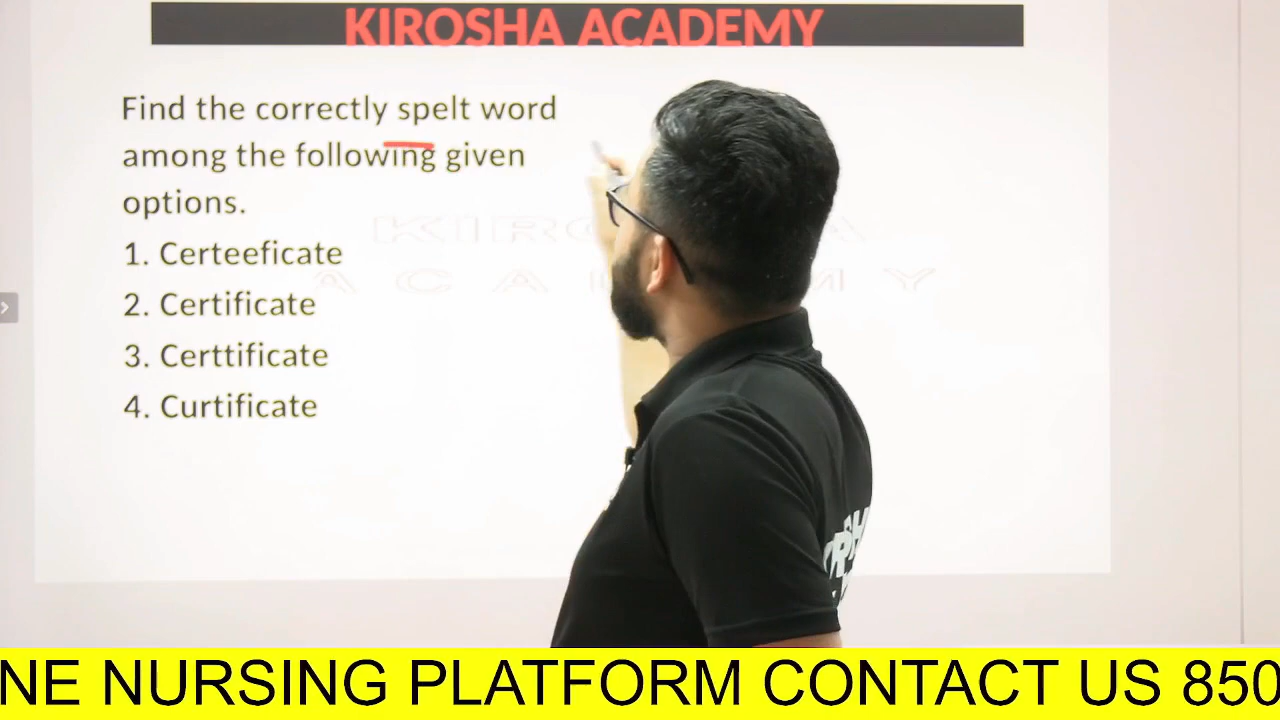 KIROSHA ACADEMY
Find the correctly spelt word
among the following given
options.
1. Certeeficate
2. Certificate
3. Certtificate
4. Curtificate
NE NURSING PLATFORM CONTACT US 850